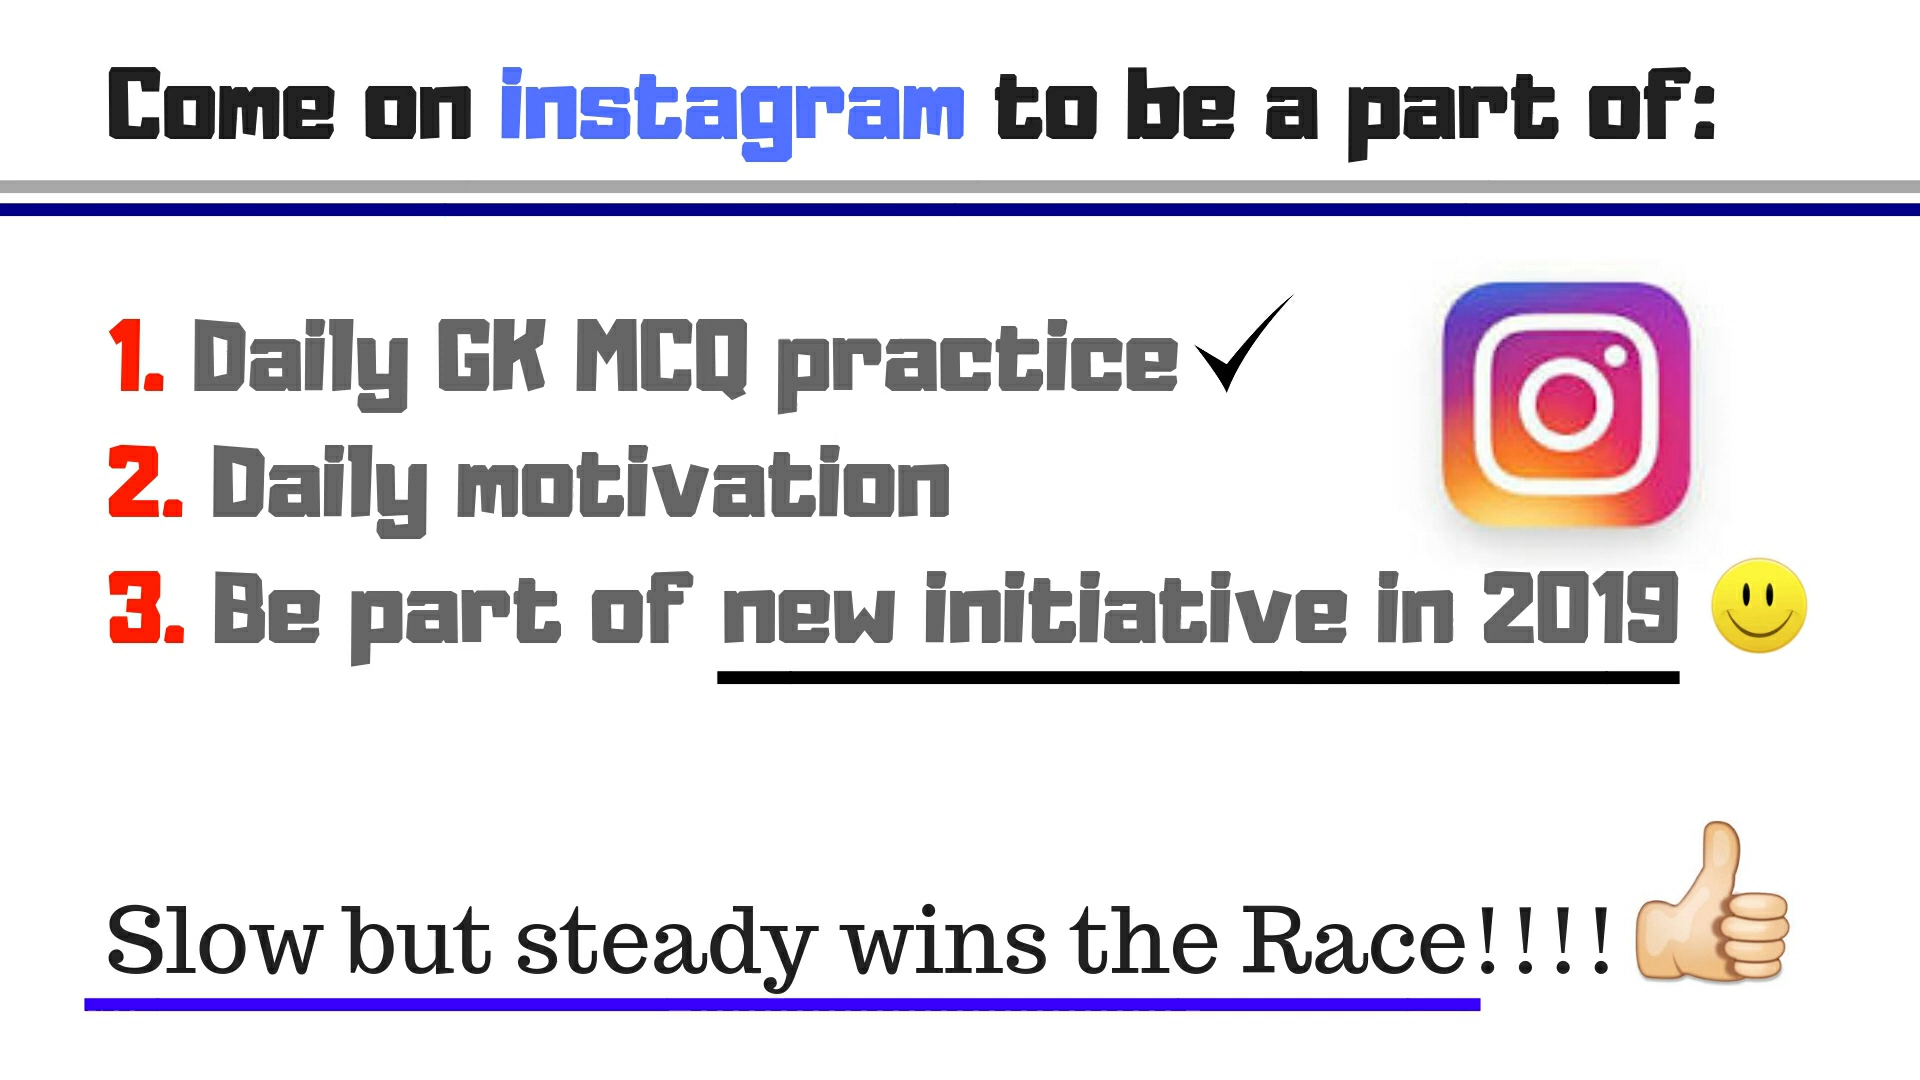 Come on instagram to be a part of:
1. Daily GK MCQ practice
2. Daily motivation
3. Be part of new initiative in 2019
Slow but steady wins the Race!!!!